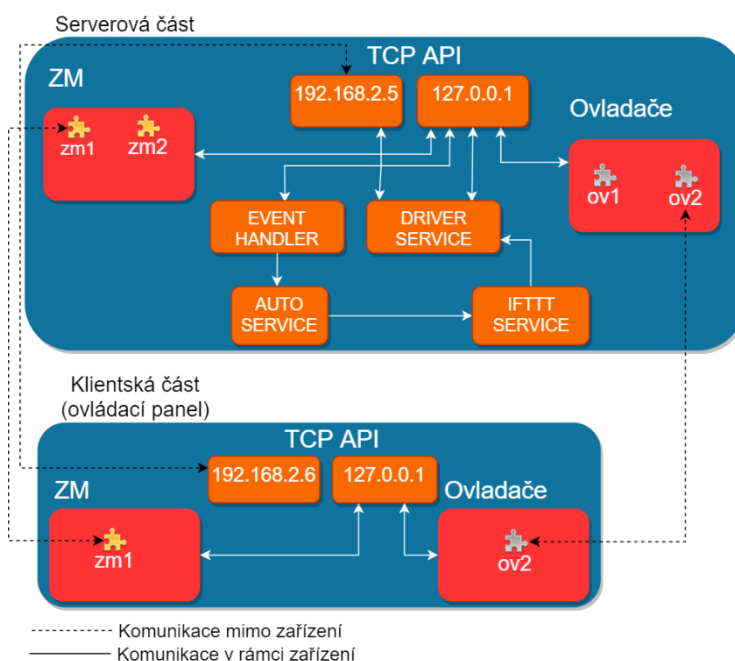 Serverová část
TCP API
ZM
192.168.2.5
127.0.0.1
Ovladače
zm1
zm2
ov1
ov2
EVENT
HANDLER
DRIVER
SERVICE
AUTO
SERVICE
IFTTT
SERVICE
Klientská část
(ovládací panel)
TCP API
192.168.2.6
127.0.0.1
ZM
Ovladače
zm1
ov2
Komunikace mimo zařízení
Komunikace v rámci zařízení